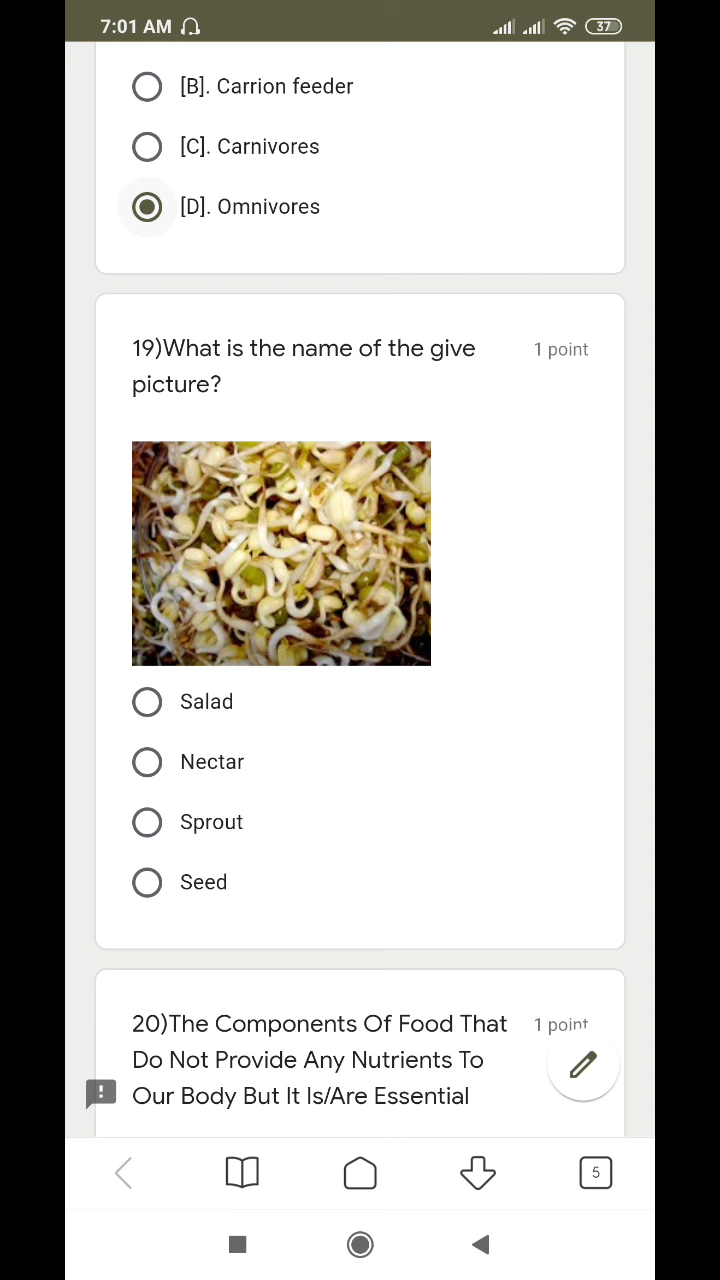 7:01 AM
37
[B]. Carrion feeder
[C]. Carnivores
[D]. Omnivores
19)What is the name of the give
1 point
picture?
Salad
Nectar
Sprout
Seed
20)The Components Of Food That
1 point
Do Not Provide Any Nutrients To
Our Body But It Is/Are Essential
5